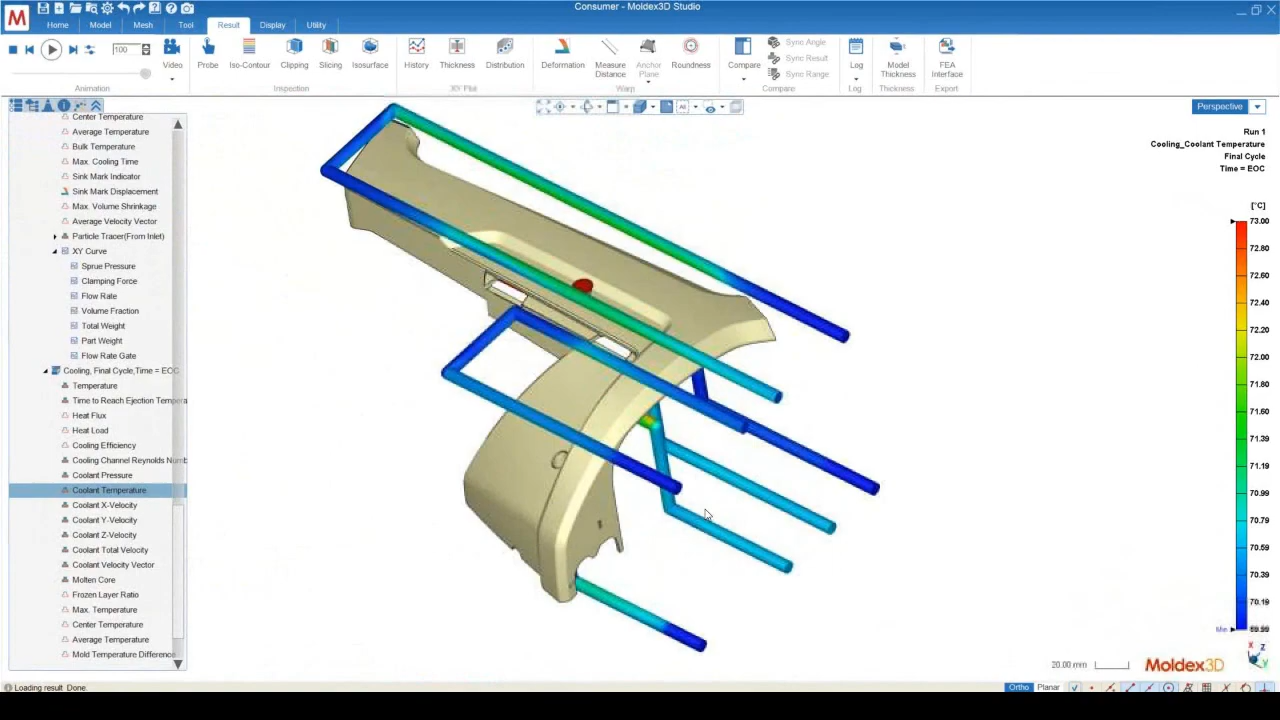 Consumer - Moldex3D Studio
M
Home Model Mesh Tool Result Display Utility
100
Video
Probe Iso-Contour Clipping Slicing Isosurface
History Thickness Distribution
Deformation Measure Distance Anchor Plane Roundness
Compare
Sync Angle
Sync Result
Sync Range
Log
Model Thickness
FEA Interface
Animation Inspection XY Plot Warp Compare Log Thickness Export
Center Temperature
Average Temperature
Bulk Temperature
Max. Cooling Time
Sink Mark Indicator
Sink Mark Displacement
Max. Volume Shrinkage
Average Velocity Vector
Particle Tracer(From Inlet)
XY Curve
Sprue Pressure
Clamping Force
Flow Rate
Volume Fraction
Total Weight
Part Weight
Flow Rate Gate
Cooling, Final Cycle,Time = EOC
Temperature
Time to Reach Ejection Tempera
Heat Flux
Heat Load
Cooling Efficiency
Cooling Channel Reynolds Numb
Coolant Pressure
Coolant Temperature
Coolant X-Velocity
Coolant Y-Velocity
Coolant Z-Velocity
Coolant Total Velocity
Coolant Velocity Vector
Molten Core
Frozen Layer Ratio
Max. Temperature
Center Temperature
Average Temperature
Mold Temperature Difference
Perspective
Run 1
Cooling_Coolant Temperature
Final Cycle
Time = EOC
[°C]
73.00
72.80
72.60
72.40
72.20
72.00
71.80
71.60
71.39
71.19
70.99
70.79
70.59
70.39
70.19
Min
X Z
Y
20.00 mm
Moldex3D
Loading result Done.
Ortho Planar